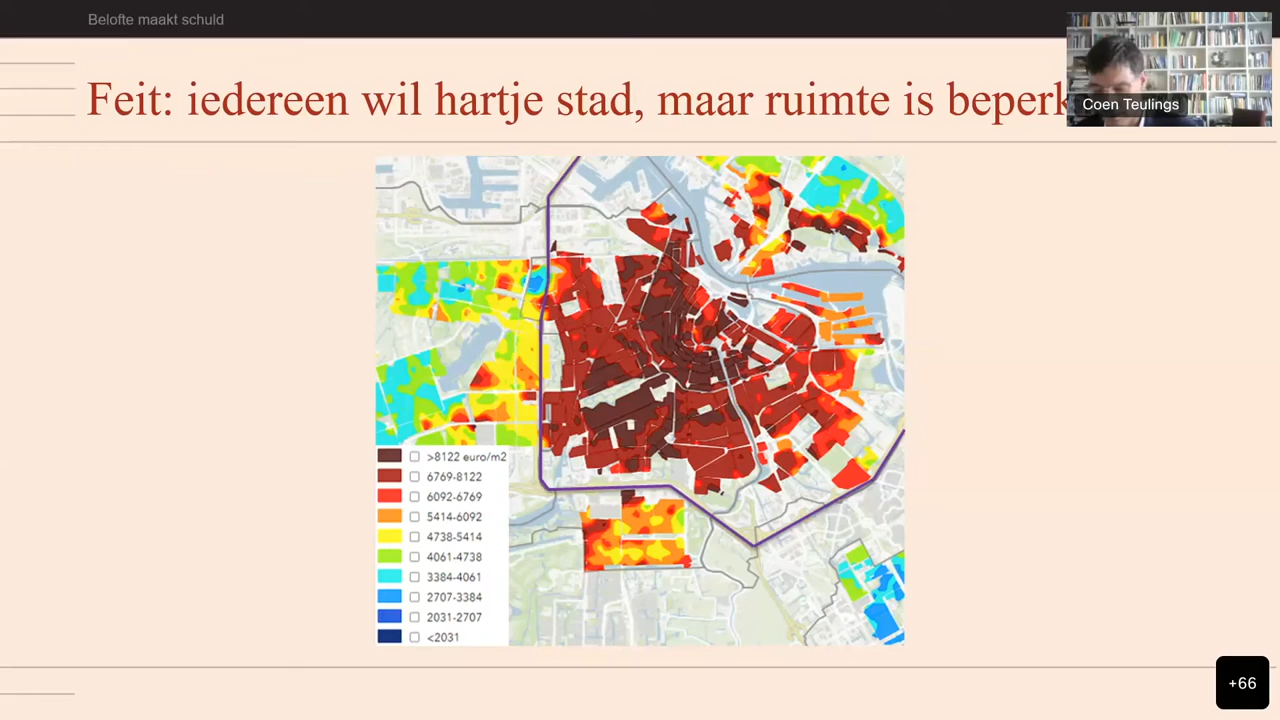 Belofte maakt schuld
Feit: iedereen wil hartje stad, maar ruimte is beperk
Coen Teulings
>8122 euro/m2
6769-8122
6092-6769
5414-6092
4738-5414
4061-4738
3384-4061
2707-3384
2031-2707
<2031
+66